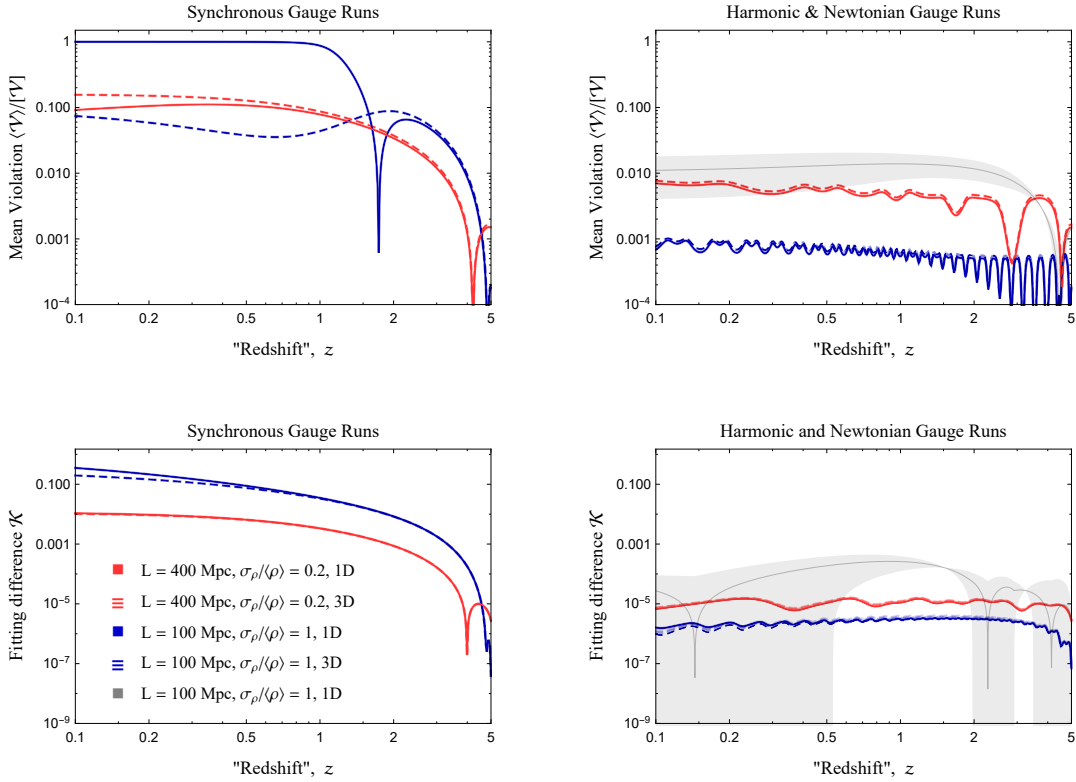 Synchronous Gauge Runs
Mean Violation ⟨𝒱⟩/[𝒱]
1
0.100
0.010
0.001
10⁻⁴
0.1 0.2 0.5 1 2 5
"Redshift", z
Harmonic & Newtonian Gauge Runs
Mean Violation ⟨𝒱⟩/[𝒱]
1
0.100
0.010
0.001
10⁻⁴
0.1 0.2 0.5 1 2 5
"Redshift", z
Synchronous Gauge Runs
Fitting difference 𝒦
0.100
0.001
10⁻⁵
10⁻⁷
10⁻⁹
L = 400 Mpc, σρ/⟨ρ⟩ = 0.2, 1D
L = 400 Mpc, σρ/⟨ρ⟩ = 0.2, 3D
L = 100 Mpc, σρ/⟨ρ⟩ = 1, 1D
L = 100 Mpc, σρ/⟨ρ⟩ = 1, 3D
L = 100 Mpc, σρ/⟨ρ⟩ = 1, 1D
0.1 0.2 0.5 1 2 5
"Redshift", z
Harmonic and Newtonian Gauge Runs
Fitting difference 𝒦
0.100
0.001
10⁻⁵
10⁻⁷
10⁻⁹
0.1 0.2 0.5 1 2 5
"Redshift", z